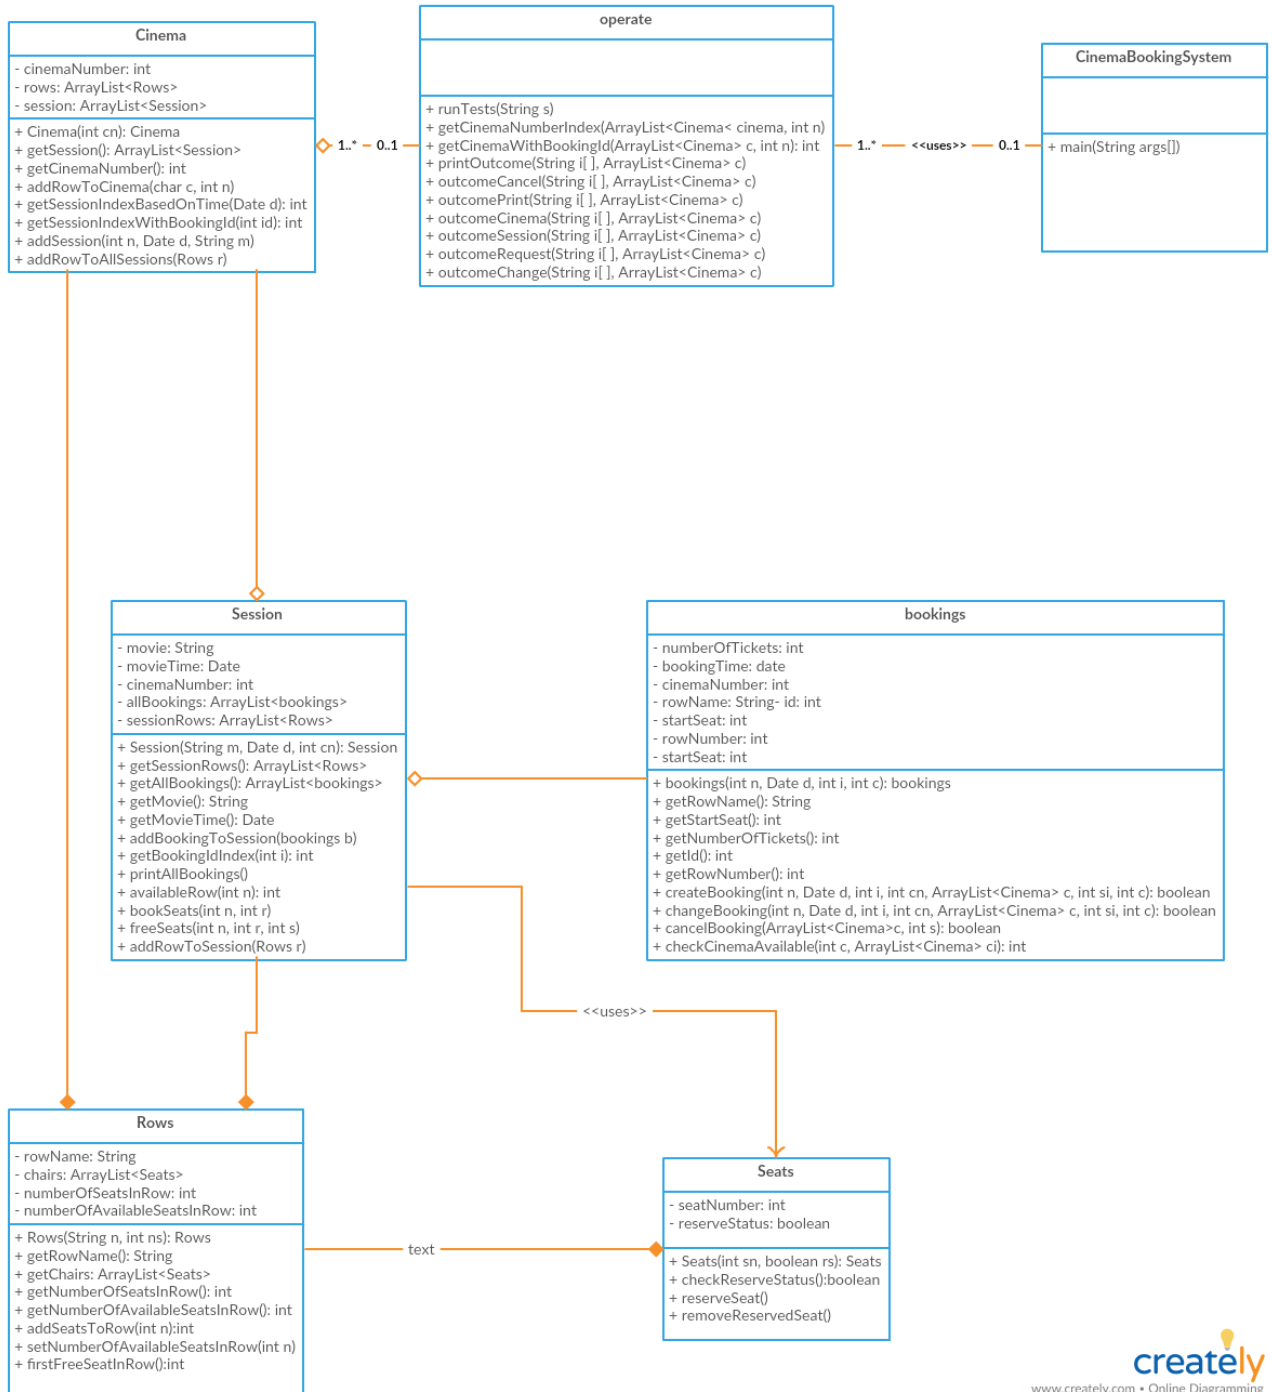 Cinema
- cinemaNumber: int
- rows: ArrayList<Rows>
- session: ArrayList<Session>
+ Cinema(int cn): Cinema
+ getSession(): ArrayList<Session>
+ getCinemaNumber(): int
+ addRowToCinema(char c, int n)
+ getSessionIndexBasedOnTime(Date d): int
+ getSessionIndexWithBookingId(int id): int
+ addSession(int n, Date d, String m)
+ addRowToAllSessions(Rows r)
1..* 0..1
operate
+ runTests(String s)
+ getCinemaNumberIndex(ArrayList<Cinema< cinema, int n)
+ getCinemaWithBookingId(ArrayList<Cinema> c, int n): int
+ printOutcome(String i[ ], ArrayList<Cinema> c)
+ outcomeCancel(String i[ ], ArrayList<Cinema> c)
+ outcomePrint(String i[ ], ArrayList<Cinema> c)
+ outcomeCinema(String i[ ], ArrayList<Cinema> c)
+ outcomeSession(String i[ ], ArrayList<Cinema> c)
+ outcomeRequest(String i[ ], ArrayList<Cinema> c)
+ outcomeChange(String i[ ], ArrayList<Cinema> c)
1..* <<uses>> 0..1
CinemaBookingSystem
+ main(String args[])
Session
- movie: String
- movieTime: Date
- cinemaNumber: int
- allBookings: ArrayList<bookings>
- sessionRows: ArrayList<Rows>
+ Session(String m, Date d, int cn): Session
+ getSessionRows(): ArrayList<Rows>
+ getAllBookings(): ArrayList<bookings>
+ getMovie(): String
+ getMovieTime(): Date
+ addBookingToSession(bookings b)
+ getBookingIdIndex(int i): int
+ printAllBookings()
+ availableRow(int n): int
+ bookSeats(int n, int r)
+ freeSeats(int n, int r, int s)
+ addRowToSession(Rows r)
bookings
- numberOfTickets: int
- bookingTime: date
- cinemaNumber: int
- rowName: String- id: int
- startSeat: int
- rowNumber: int
- startSeat: int
+ bookings(int n, Date d, int i, int c): bookings
+ getRowName(): String
+ getStartSeat(): int
+ getNumberOfTickets(): int
+ getId(): int
+ getRowNumber(): int
+ createBooking(int n, Date d, int i, int cn, ArrayList<Cinema> c, int si, int c): boolean
+ changeBooking(int n, Date d, int i, int cn, ArrayList<Cinema> c, int si, int c): boolean
+ cancelBooking(ArrayList<Cinema>c, int s): boolean
+ checkCinemaAvailable(int c, ArrayList<Cinema> ci): int
<<uses>>
Rows
- rowName: String
- chairs: ArrayList<Seats>
- numberOfSeatsInRow: int
- numberOfAvailableSeatsInRow: int
+ Rows(String n, int ns): Rows
+ getRowName(): String
+ getChairs: ArrayList<Seats>
+ getNumberOfSeatsInRow(): int
+ getNumberOfAvailableSeatsInRow(): int
+ addSeatsToRow(int n):int
+ setNumberOfAvailableSeatsInRow(int n)
+ firstFreeSeatInRow():int
text
Seats
- seatNumber: int
- reserveStatus: boolean
+ Seats(int sn, boolean rs): Seats
+ checkReserveStatus():boolean
+ reserveSeat()
+ removeReservedSeat()
creately
www.creately.com • Online Diagramming